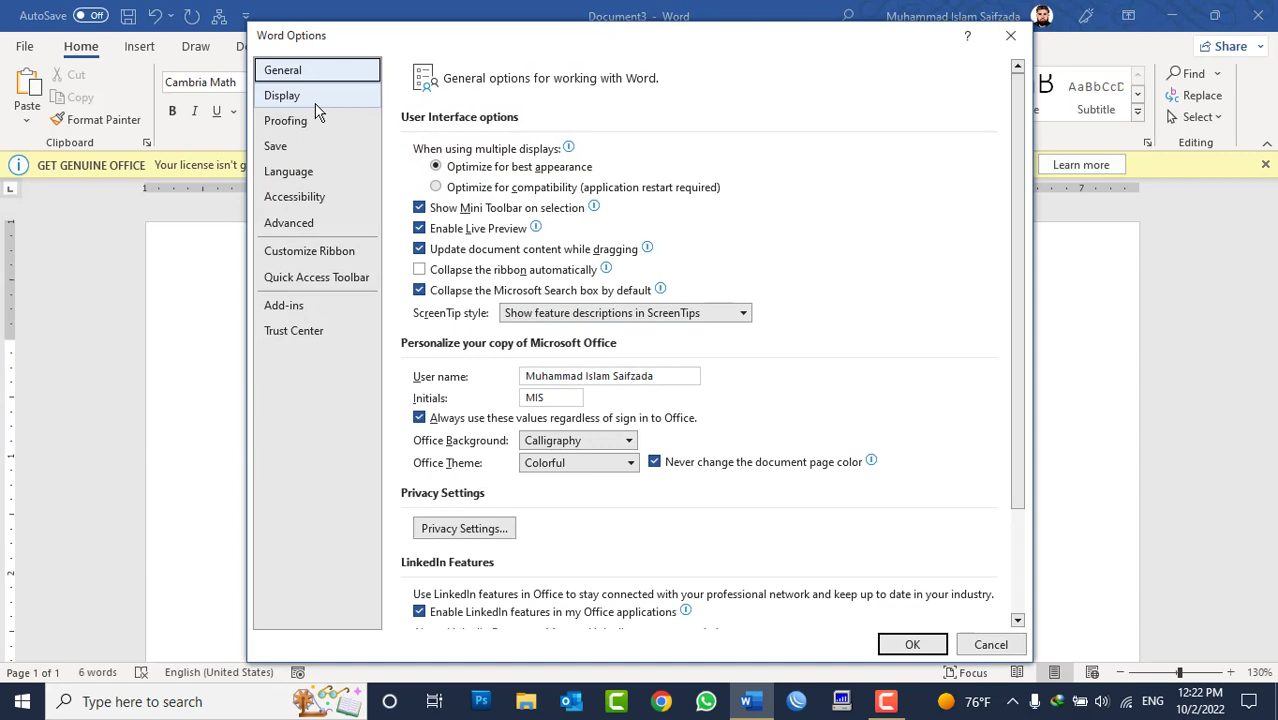 AutoSave
Document3 - Word
Muhammad Islam Saifzada
File
Home
Insert
Draw
Share
Paste
Cut
Copy
Format Painter
Clipboard
Cambria Math
B I U
AaBbCcD
Subtitle
Find
Replace
Select
Editing
GET GENUINE OFFICE Your license isn't g
Learn more
Word Options
?
General
Display
Proofing
Save
Language
Accessibility
Advanced
Customize Ribbon
Quick Access Toolbar
Add-ins
Trust Center
General options for working with Word.
User Interface options
When using multiple displays:
Optimize for best appearance
Optimize for compatibility (application restart required)
Show Mini Toolbar on selection
Enable Live Preview
Update document content while dragging
Collapse the ribbon automatically
Collapse the Microsoft Search box by default
ScreenTip style: Show feature descriptions in ScreenTips
Personalize your copy of Microsoft Office
User name: Muhammad Islam Saifzada
Initials: MIS
Always use these values regardless of sign in to Office.
Office Background: Calligraphy
Office Theme: Colorful Never change the document page color
Privacy Settings
Privacy Settings...
LinkedIn Features
Use LinkedIn features in Office to stay connected with your professional network and keep up to date in your industry.
Enable LinkedIn features in my Office applications
OK
Cancel
1
7
1
1
2
Page 1 of 1 6 words English (United States)
Focus
130%
Type here to search
Ps
76°F
ENG
12:22 PM
10/2/2022